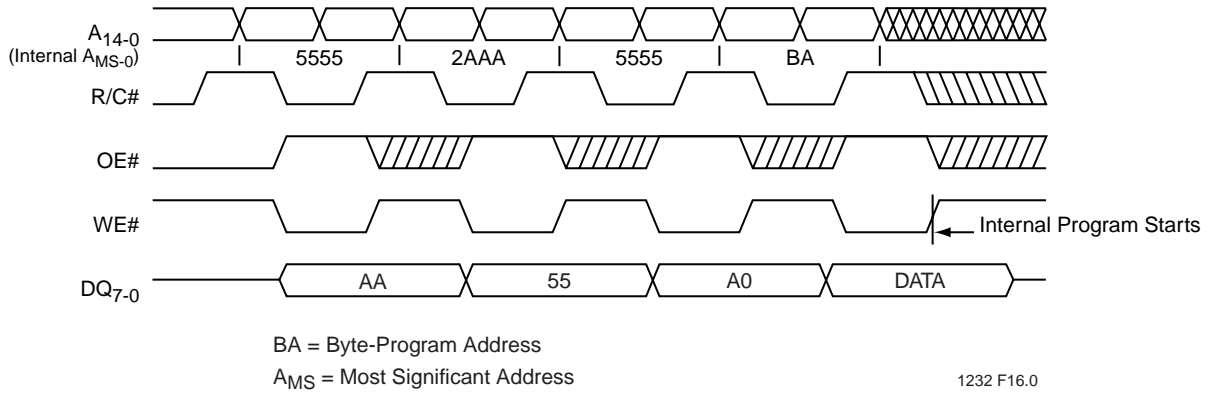 A14-0
(Internal AMS-0)
5555 2AAA 5555 BA
R/C#
OE#
WE#
Internal Program Starts
DQ7-0
AA 55 A0 DATA
BA = Byte-Program Address
AMS = Most Significant Address
1232 F16.0